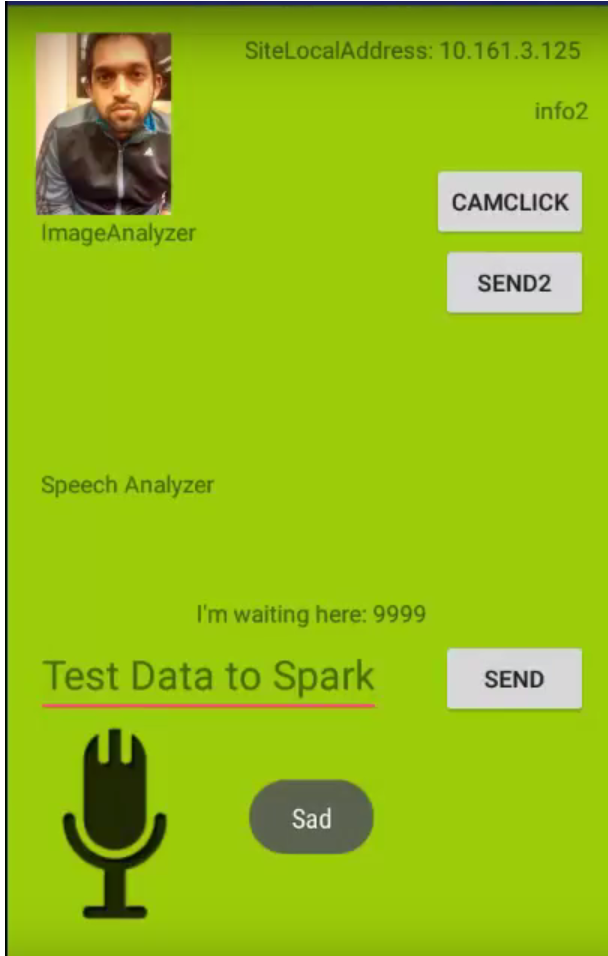 SiteLocalAddress: 10.161.3.125
info2
CAMCLICK
ImageAnalyzer
SEND2
Speech Analyzer
I'm waiting here: 9999
Test Data to Spark
SEND
Sad